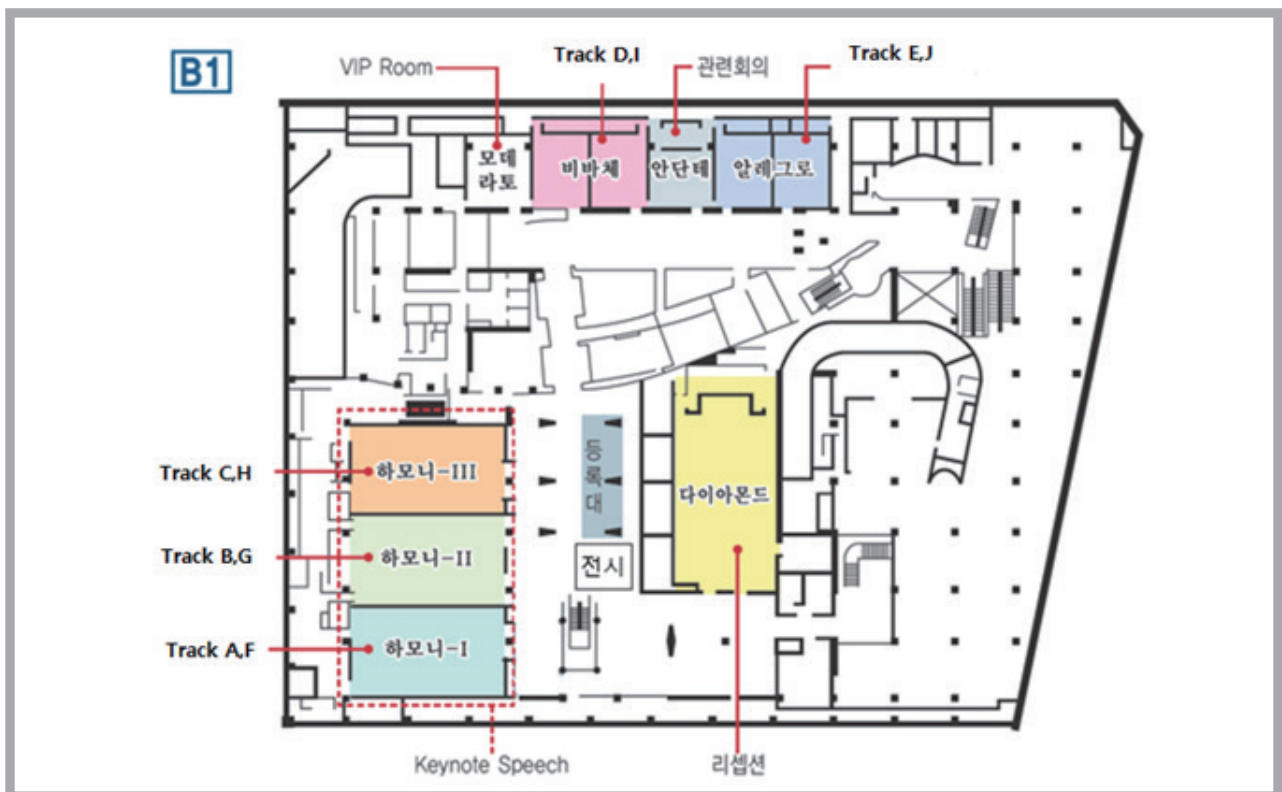 B1
VIP Room
Track D,I
관련회의
Track E,J
모데
라토
비바체
안단테
알레그로
Track C,H
하모니-III
등록대
다이아몬드
Track B,G
하모니-II
전시
Track A,F
하모니-I
Keynote Speech
리셉션